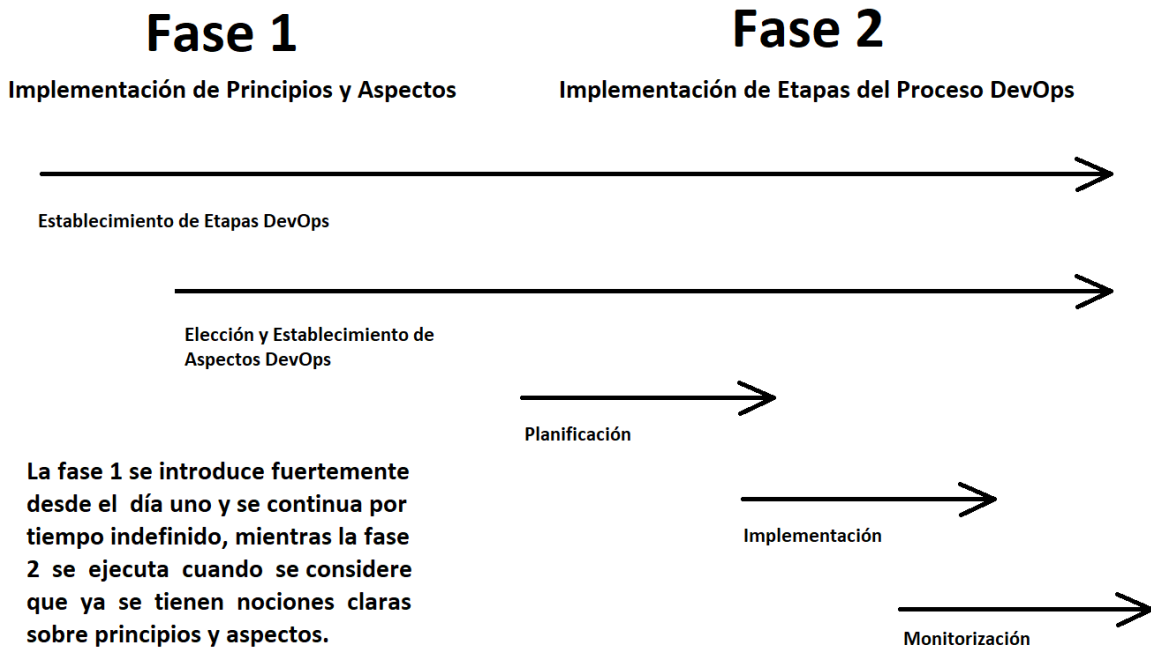 Fase 1
Fase 2
Implementación de Principios y Aspectos
Implementación de Etapas del Proceso DevOps
Establecimiento de Etapas DevOps
Elección y Establecimiento de
Aspectos DevOps
Planificación
La fase 1 se introduce fuertemente
desde el día uno y se continua por
tiempo indefinido, mientras la fase
2 se ejecuta cuando se considere
que ya se tienen nociones claras
sobre principios y aspectos.
Implementación
Monitorización